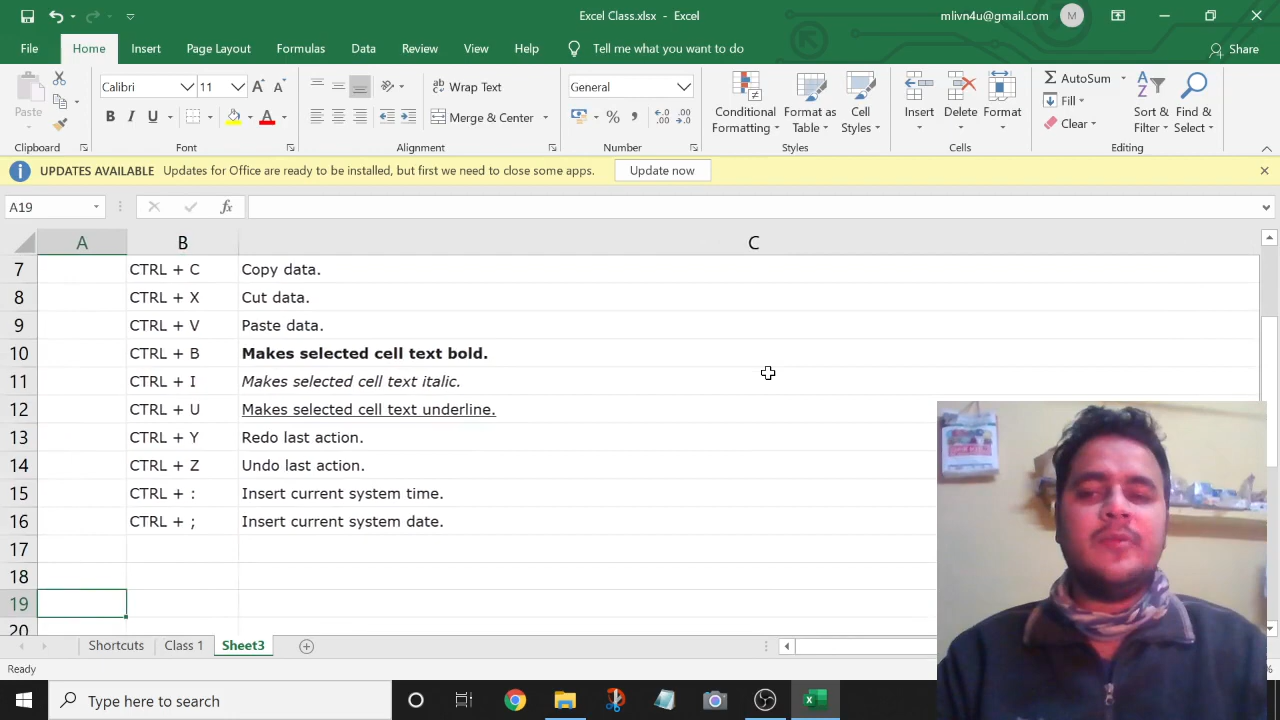 Excel Class.xlsx - Excel
mlivn4u@gmail.com M
File Home Insert Page Layout Formulas Data Review View Help Tell me what you want to do Share
Paste
Calibri 11
B I U A
Clipboard
Font
Wrap Text
Merge & Center
Alignment
General
% ,
Number
Conditional Formatting
Format as Table
Cell Styles
Styles
Insert
Delete
Format
Cells
AutoSum
Fill
Clear
Sort & Filter
Find & Select
Editing
UPDATES AVAILABLE Updates for Office are ready to be installed, but first we need to close some apps. Update now
A19 fx
A B C
7 CTRL + C Copy data.
8 CTRL + X Cut data.
9 CTRL + V Paste data.
10 CTRL + B Makes selected cell text bold.
11 CTRL + I Makes selected cell text italic.
12 CTRL + U Makes selected cell text underline.
13 CTRL + Y Redo last action.
14 CTRL + Z Undo last action.
15 CTRL + : Insert current system time.
16 CTRL + ; Insert current system date.
17
18
19
20
Shortcuts Class 1 Sheet3
Ready %
Type here to search